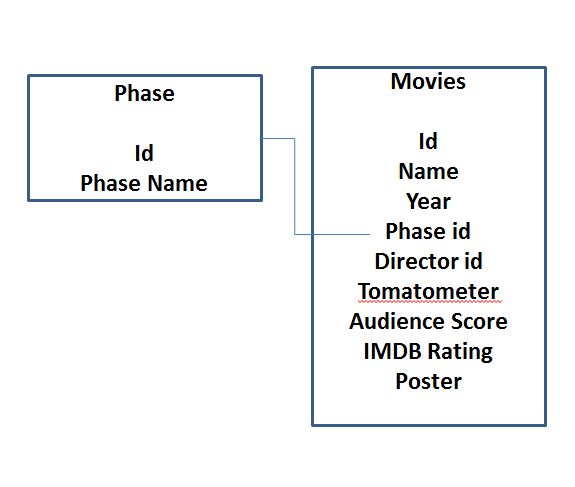 Phase
Id
Phase Name
Movies
Id
Name
Year
Phase id
Director id
Tomatometer
Audience Score
IMDB Rating
Poster